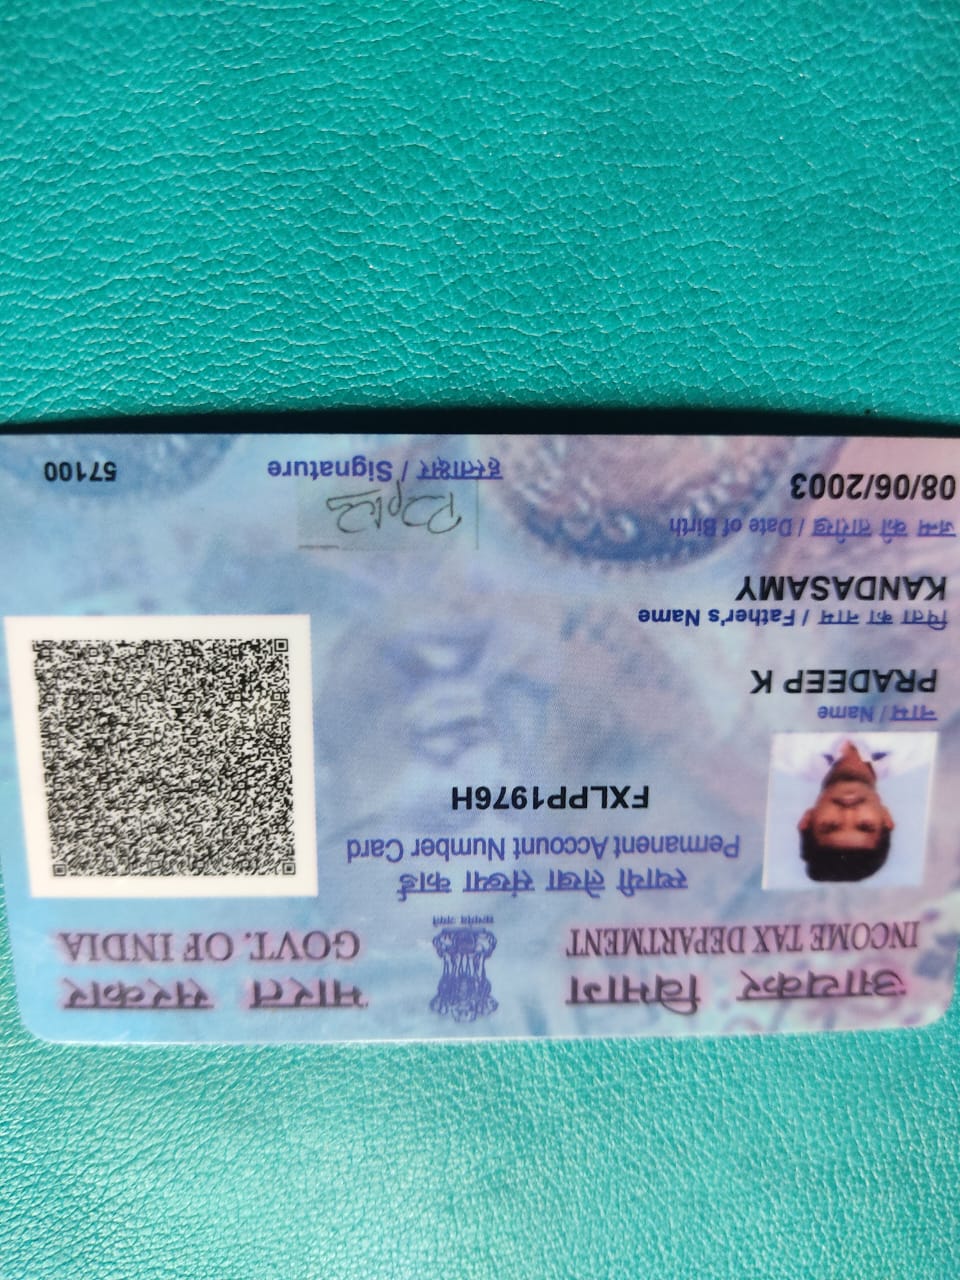 आयकर विभाग
INCOME TAX DEPARTMENT
भारत सरकार
GOVT. OF INDIA
सत्यमेव जयते
स्थायी लेखा संख्या कार्ड
Permanent Account Number Card
FXLPP1976H
नाम / Name
PRADEEP K
पिता का नाम / Father's Name
KANDASAMY
जन्म की तारीख / Date of Birth
08/06/2003
हस्ताक्षर / Signature
57100